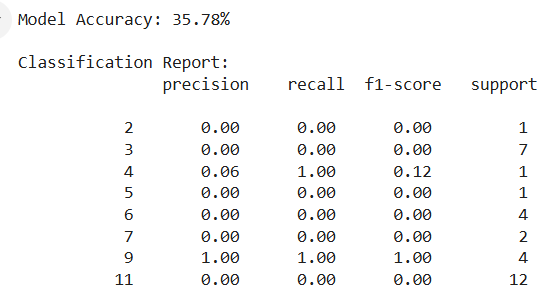 Model Accuracy: 35.78%
Classification Report:
precision recall f1-score support
2 0.00 0.00 0.00 1
3 0.00 0.00 0.00 7
4 0.06 1.00 0.12 1
5 0.00 0.00 0.00 1
6 0.00 0.00 0.00 4
7 0.00 0.00 0.00 2
9 1.00 1.00 1.00 4
11 0.00 0.00 0.00 12